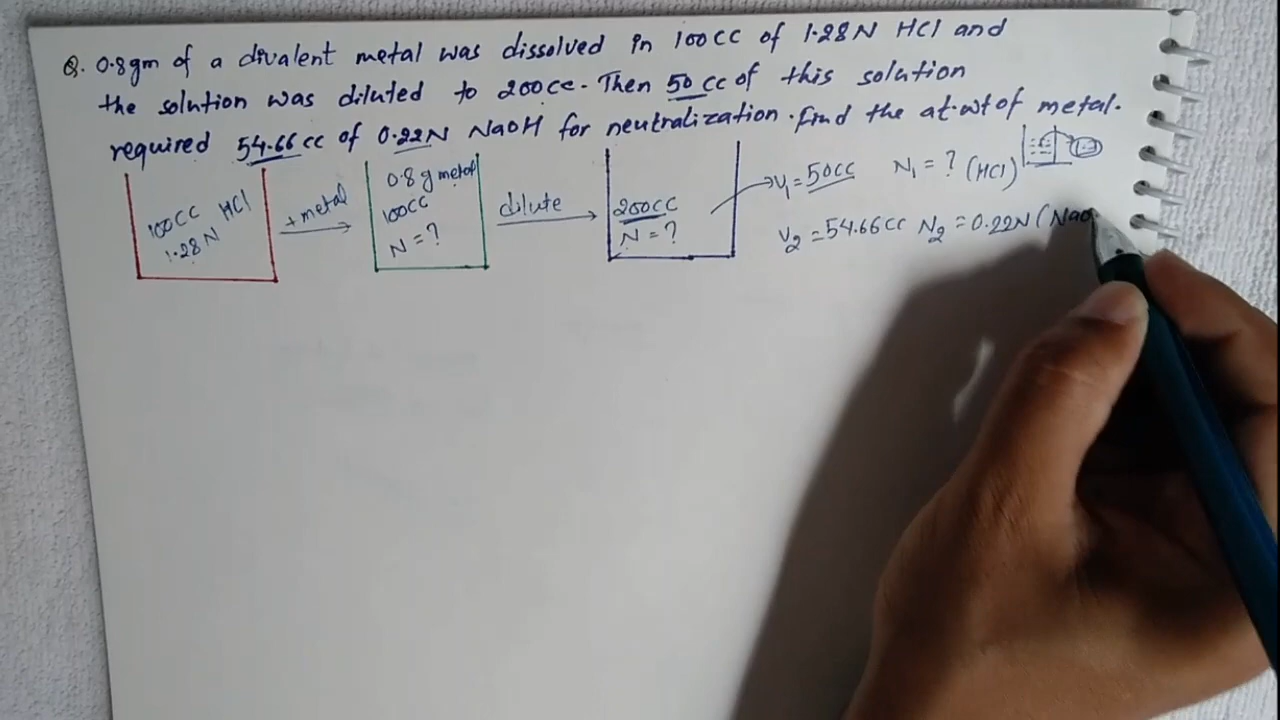 Q. 0.8gm of a divalent metal was dissolved in 100CC of 1.28N HCl and
the solution was diluted to 200cc. Then 50 cc of this solution
required 54.66cc of 0.22N NaOH for neutralization. find the at.wt of metal.
100CC HCl
1.28N
+ metal
0.8g metal
100CC
N = ?
dilute
200CC
N = ?
V₁ = 50CC N₁ = ? (HCl)
V₂ = 54.66CC N₂ = 0.22N (Nao